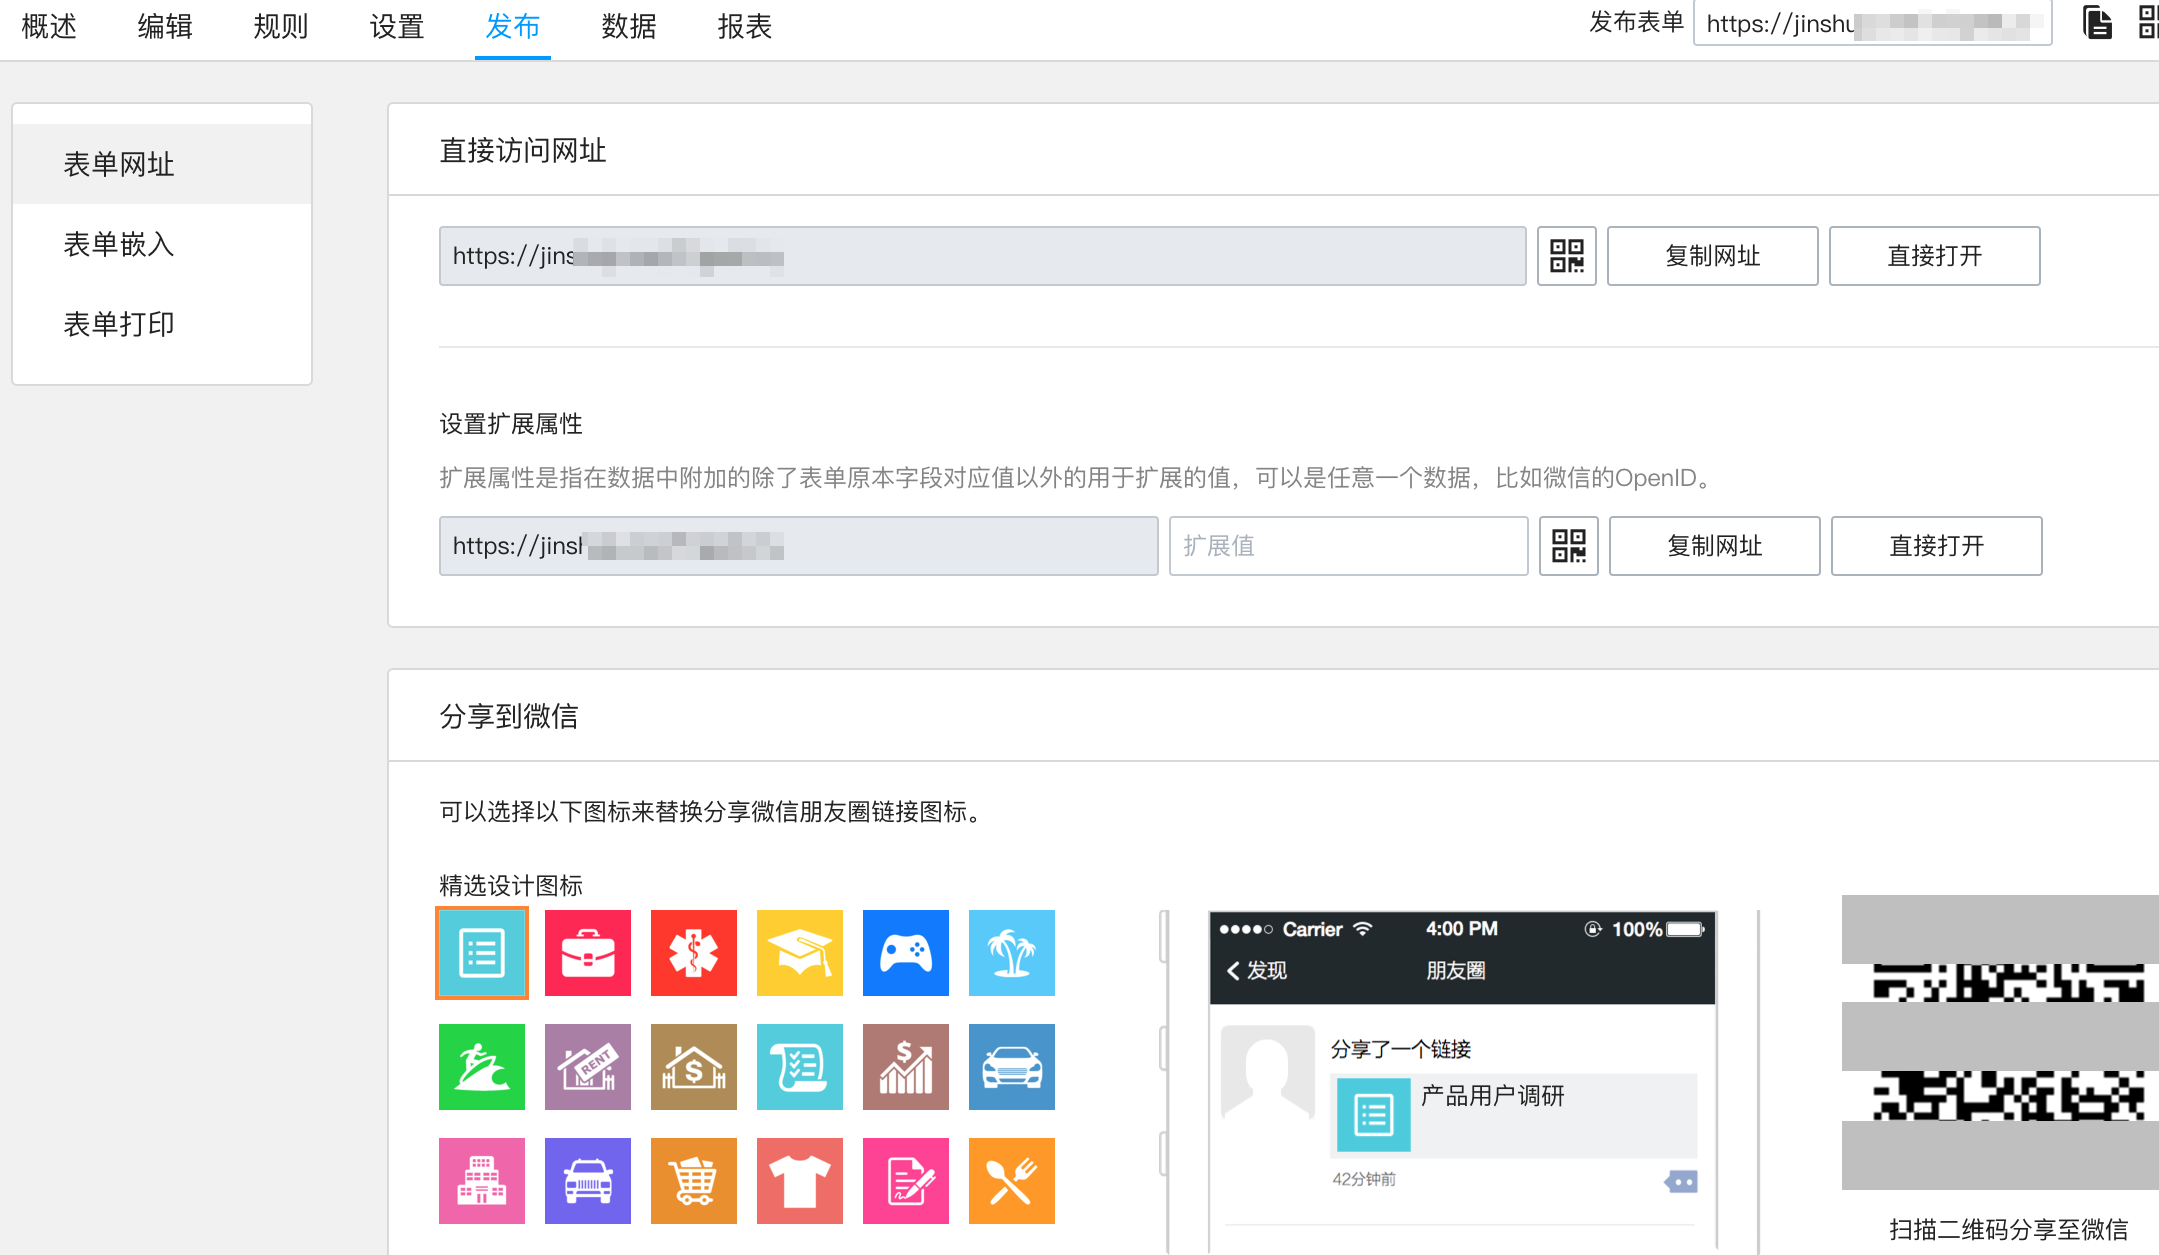 概述 编辑 规则 设置 发布 数据 报表 发布表单 https://jinshu
表单网址
表单嵌入
表单打印
直接访问网址
https://jins 复制网址 直接打开
设置扩展属性
扩展属性是指在数据中附加的除了表单原本字段对应值以外的用于扩展的值，可以是任意一个数据，比如微信的OpenID。
https://jinsh 扩展值 复制网址 直接打开
分享到微信
可以选择以下图标来替换分享微信朋友圈链接图标。
精选设计图标
RENT
Carrier 4:00 PM 100%
发现 朋友圈
分享了一个链接
产品用户调研
42分钟前
扫描二维码分享至微信